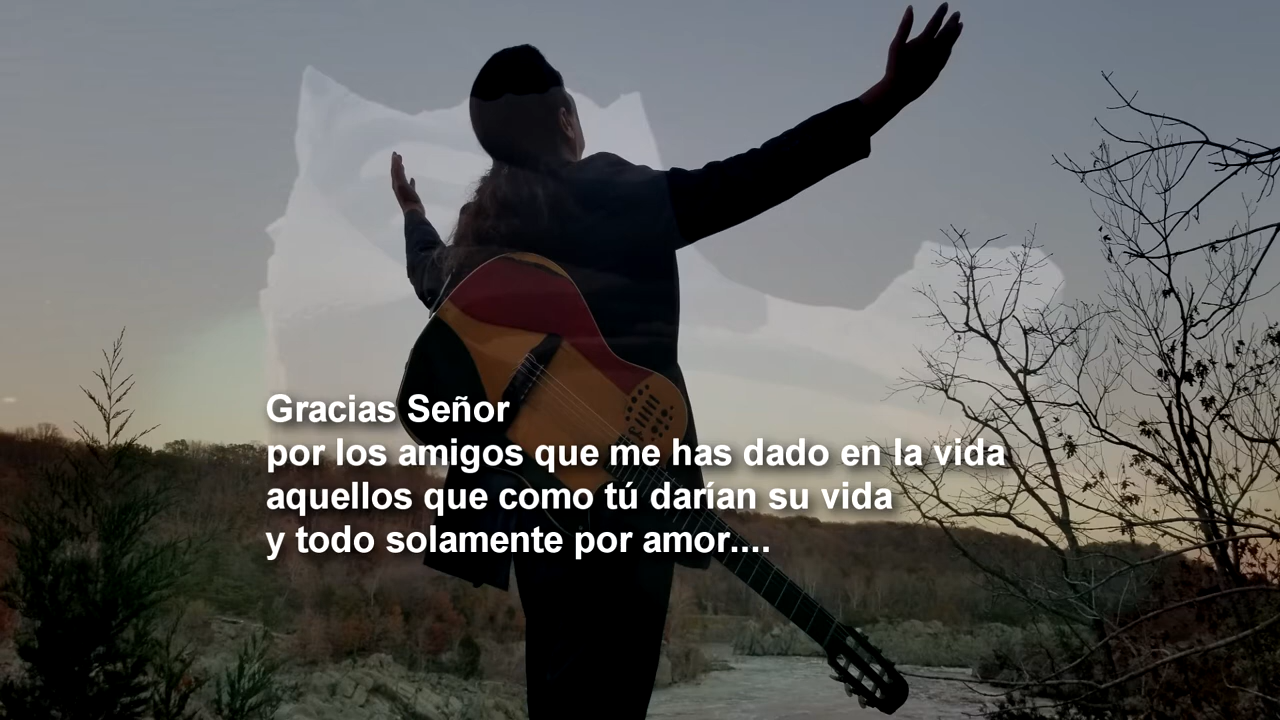 Gracias Señor
por los amigos que me has dado en la vida
aquellos que como tú darían su vida
y todo solamente por amor....